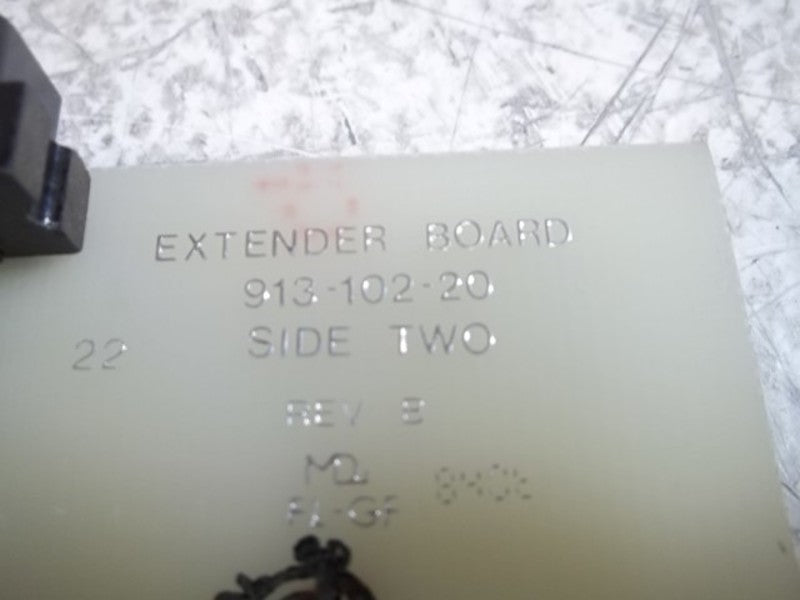 EXTENDER BOARD
913-102-20
22 SIDE TWO
REV B